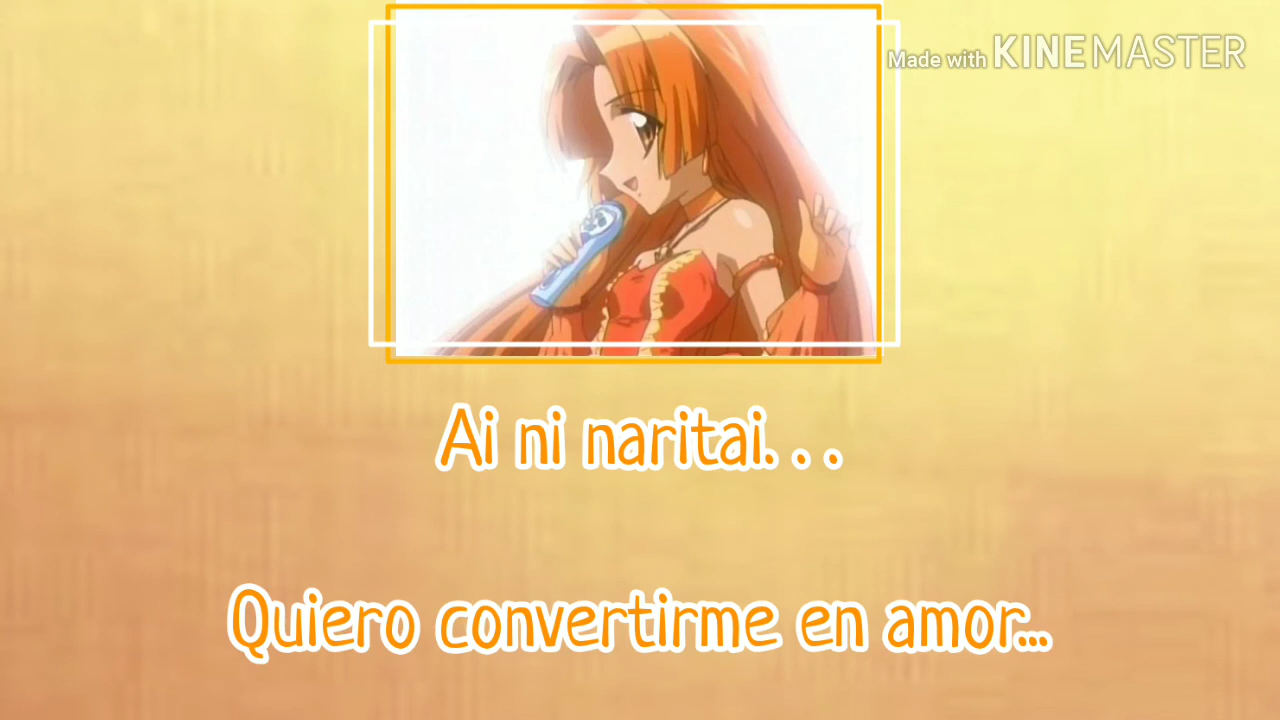 Made with KINEMASTER
Ai ni naritai. . .
Quiero convertirme en amor...